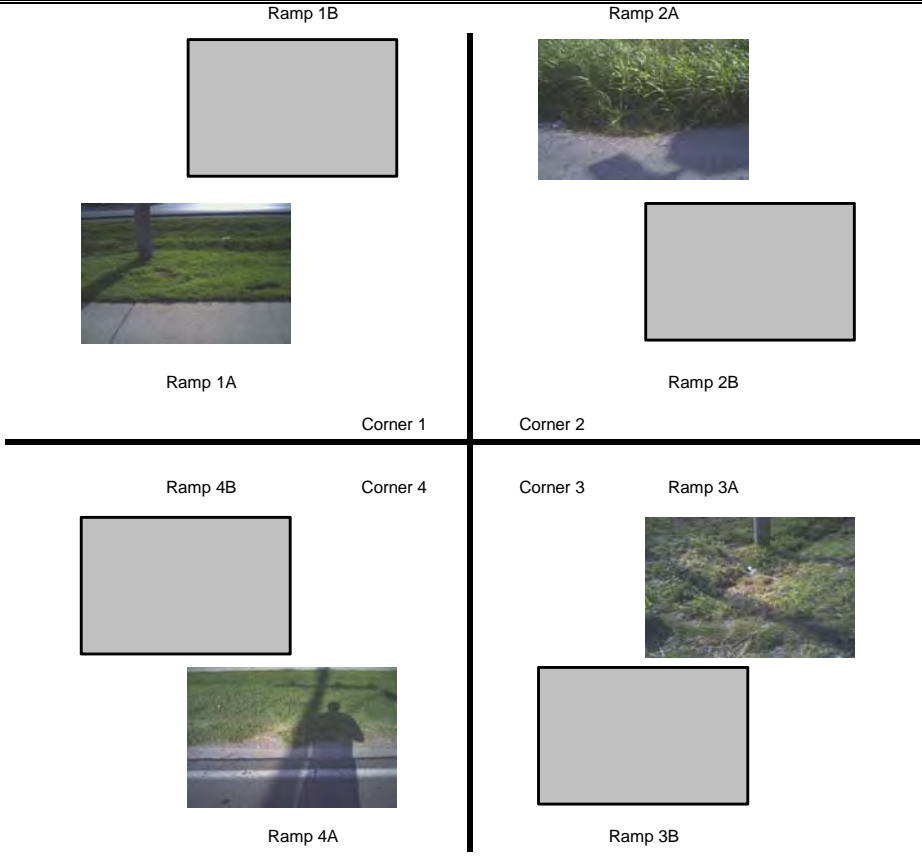 Ramp 1B Ramp 2A
Ramp 1A Ramp 2B
Corner 1 Corner 2
Ramp 4B Corner 4 Corner 3 Ramp 3A
Ramp 4A Ramp 3B